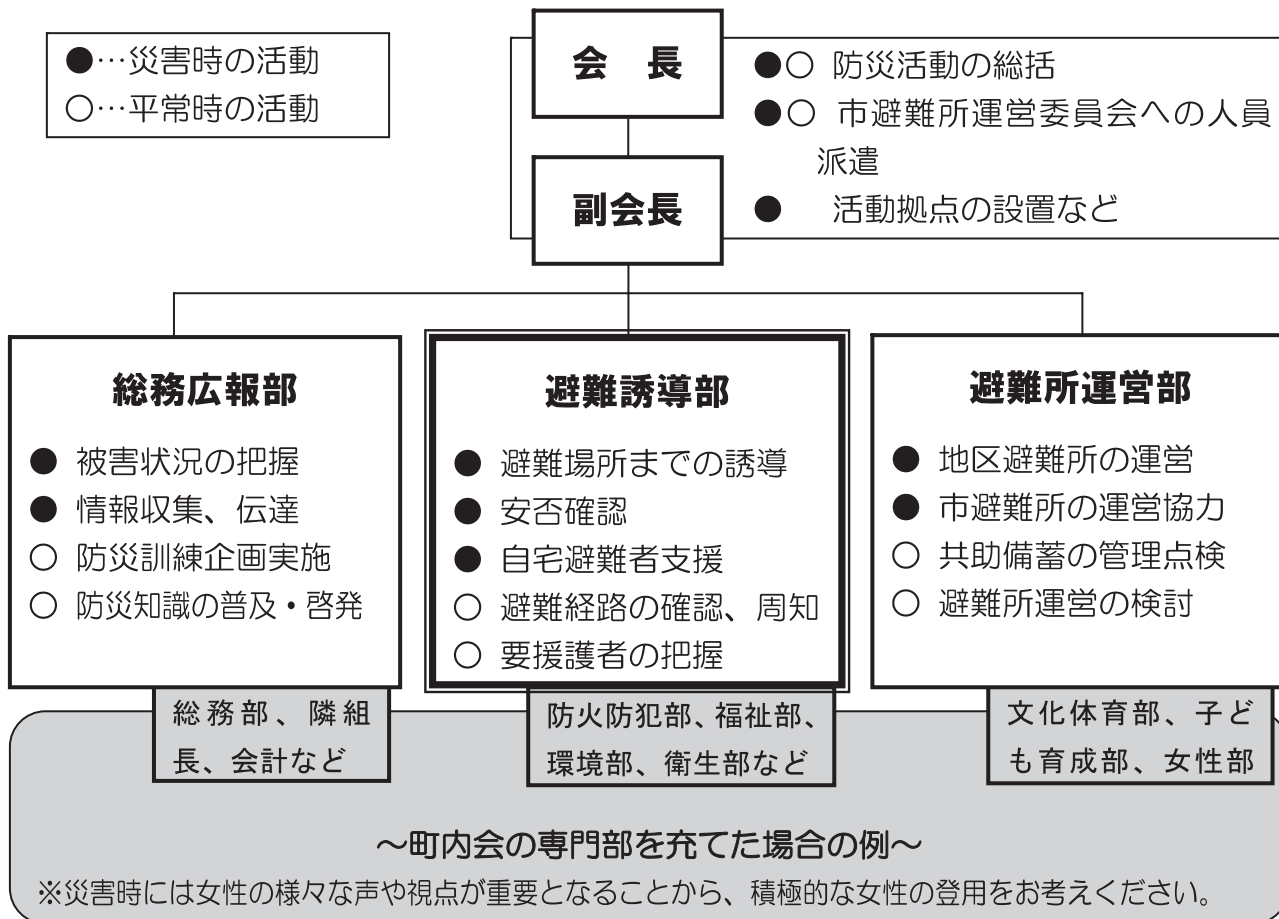 ●…災害時の活動
○…平常時の活動
会　長
副会長
●○ 防災活動の総括
●○ 市避難所運営委員会への人員
派遣
●　活動拠点の設置など
総務広報部
● 被害状況の把握
● 情報収集、伝達
○ 防災訓練企画実施
○ 防災知識の普及・啓発
避難誘導部
● 避難場所までの誘導
● 安否確認
● 自宅避難者支援
○ 避難経路の確認、周知
○ 要援護者の把握
避難所運営部
● 地区避難所の運営
● 市避難所の運営協力
○ 共助備蓄の管理点検
○ 避難所運営の検討
総務部、隣組
長、会計など
防火防犯部、福祉部、
環境部、衛生部など
文化体育部、子ど
も育成部、女性部
～町内会の専門部を充てた場合の例～
※災害時には女性の様々な声や視点が重要となることから、積極的な女性の登用をお考えください。